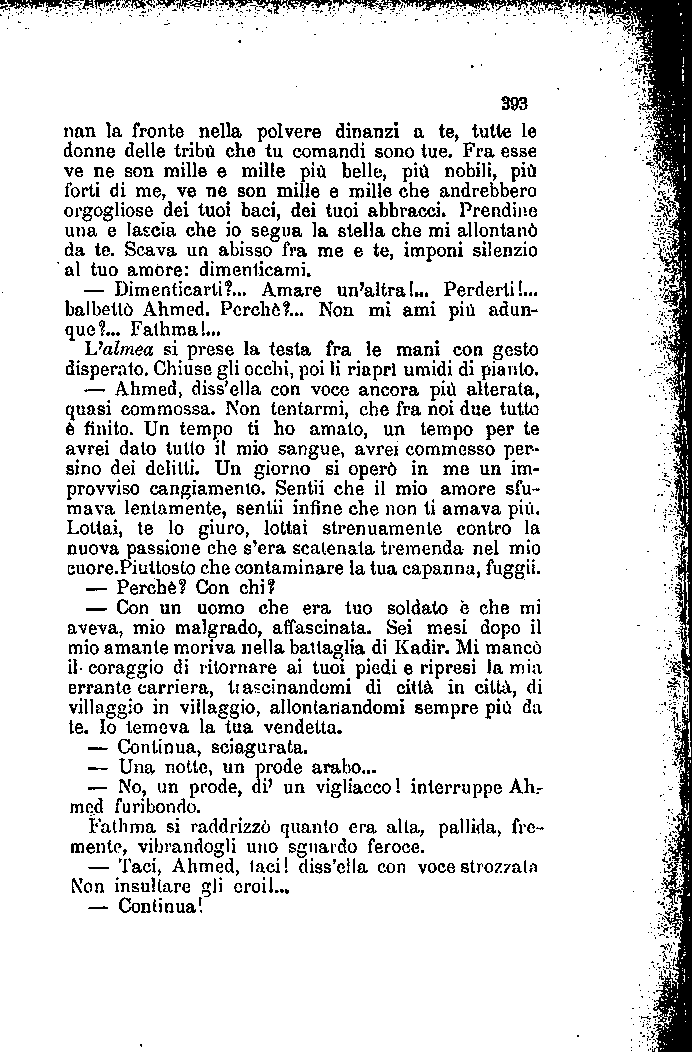 393
nan la fronte nella polvere dinanzi a te, tutte le
donne delle tribù che tu comandi sono tue. Fra esse
ve ne son mille e mille più belle, più nobili, più
forti di me, ve ne son mille e mille che andrebbero
orgogliose dei tuoi baci, dei tuoi abbracci. Prendine
una e lascia che io segua la stella che mi allontanò
da te. Scava un abisso fra me e te, imponi silenzio
al tuo amore: dimenticami.
— Dimenticarti?... Amare un'altra!... Perderti!...
balbettò Ahmed. Perchè?... Non mi ami più adun-
que?... Fathma!...
L'almea si prese la testa fra le mani con gesto
disperato. Chiuse gli occhi, poi li riaprì umidi di pianto.
— Ahmed, diss'ella con voce ancora più alterata,
quasi commossa. Non tentarmi, che fra noi due tutto
è finito. Un tempo ti ho amato, un tempo per te
avrei dato tutto il mio sangue, avrei commesso per-
sino dei delitti. Un giorno si operò in me un im-
provviso cangiamento. Sentii che il mio amore sfu-
mava lentamente, sentii infine che non ti amava più.
Lottai, te lo giuro, lottai strenuamente contro la
nuova passione che s'era scatenata tremenda nel mio
cuore. Piuttosto che contaminare la tua capanna, fuggii.
— Perchè? Con chi?
— Con un uomo che era tuo soldato e che mi
aveva, mio malgrado, affascinata. Sei mesi dopo il
mio amante moriva nella battaglia di Kadir. Mi mancò
il coraggio di ritornare ai tuoi piedi e ripresi la mia
errante carriera, trascinandomi di città in città, di
villaggio in villaggio, allontanandomi sempre più da
te. Io temeva la tua vendetta.
— Continua, sciagurata.
— Una notte, un prode arabo...
— No, un prode, di' un vigliacco! interruppe Ah-
med furibondo.
Fathma si raddrizzò quanto era alta, pallida, fre-
mente, vibrandogli uno sguardo feroce.
— Taci, Ahmed, taci! diss'ella con voce strozzata
Non insultare gli eroi!...
— Continua!